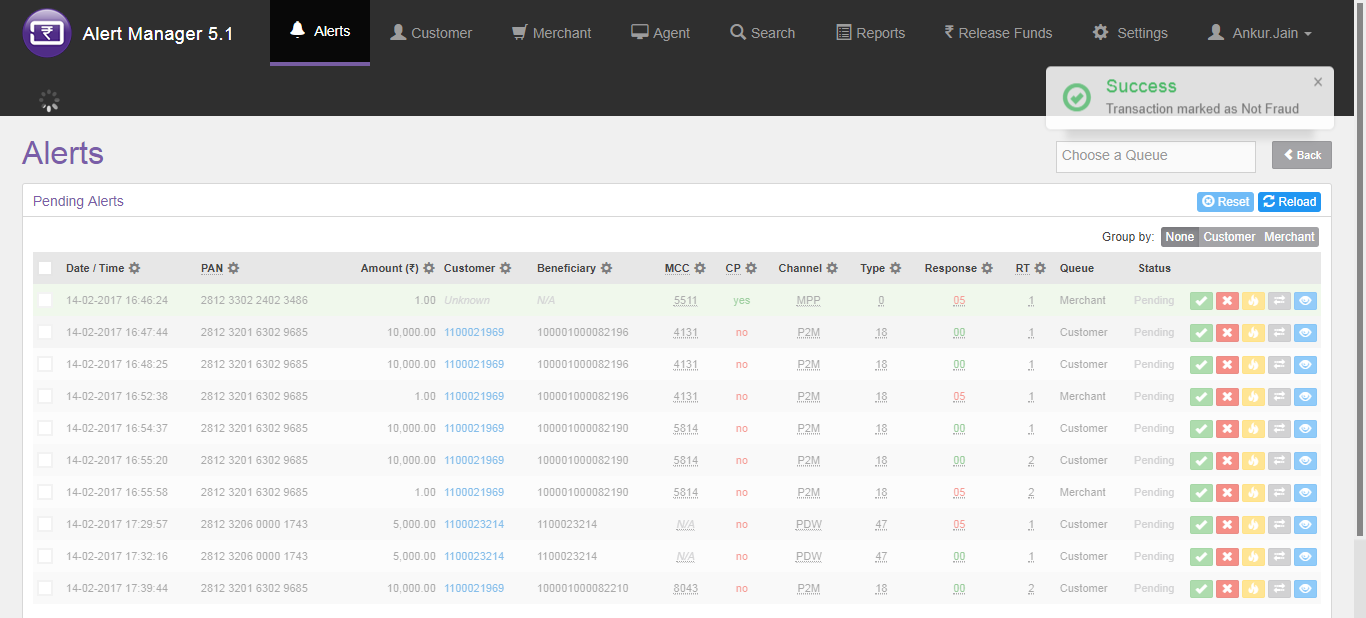 Alert Manager 5.1 Alerts Customer Merchant Agent Search Reports ₹ Release Funds Settings Ankur.Jain
Success ×
Transaction marked as Not Fraud
Alerts Choose a Queue Back
Pending Alerts Reset Reload
Group by: None Customer Merchant
Date / Time PAN Amount (₹) Customer Beneficiary MCC CP Channel Type Response RT Queue Status
14-02-2017 16:46:24 2812 3302 2402 3486 1.00 Unknown N/A 5511 yes MPP 0 05 1 Merchant Pending
14-02-2017 16:47:44 2812 3201 6302 9685 10,000.00 1100021969 100001000082196 4131 no P2M 18 00 1 Customer Pending
14-02-2017 16:48:25 2812 3201 6302 9685 10,000.00 1100021969 100001000082196 4131 no P2M 18 00 1 Customer Pending
14-02-2017 16:52:38 2812 3201 6302 9685 1.00 1100021969 100001000082196 4131 no P2M 18 05 1 Merchant Pending
14-02-2017 16:54:37 2812 3201 6302 9685 10,000.00 1100021969 100001000082190 5814 no P2M 18 00 1 Customer Pending
14-02-2017 16:55:20 2812 3201 6302 9685 10,000.00 1100021969 100001000082190 5814 no P2M 18 00 2 Customer Pending
14-02-2017 16:55:58 2812 3201 6302 9685 1.00 1100021969 100001000082190 5814 no P2M 18 05 2 Merchant Pending
14-02-2017 17:29:57 2812 3206 0000 1743 5,000.00 1100023214 1100023214 N/A no PDW 47 05 1 Customer Pending
14-02-2017 17:32:16 2812 3206 0000 1743 5,000.00 1100023214 1100023214 N/A no PDW 47 00 1 Customer Pending
14-02-2017 17:39:44 2812 3201 6302 9685 10,000.00 1100021969 100001000082210 8043 no P2M 18 00 2 Customer Pending